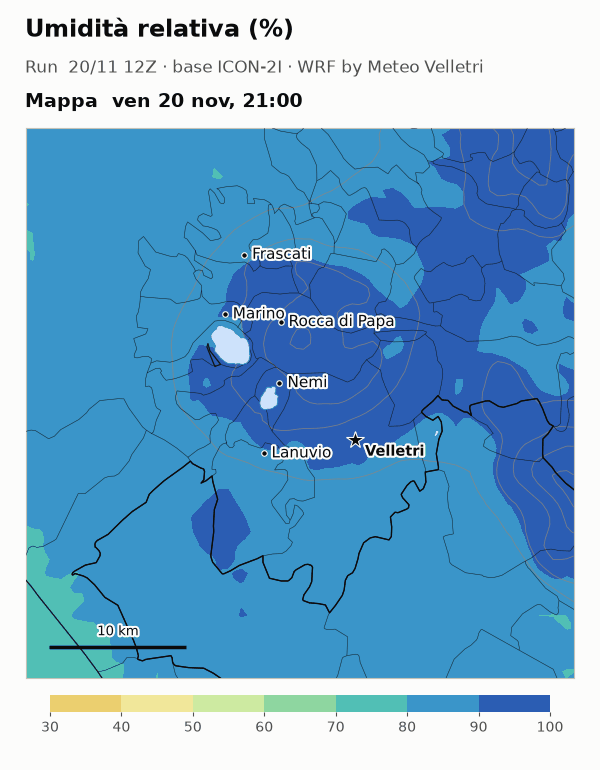 Umidità relativa (%)
Run  20/11 12Z · base ICON-2I · WRF by Meteo Velletri
Mappa  ven 20 nov, 21:00
Frascati
Marino
Rocca di Papa
Nemi
Velletri
Lanuvio
10 km
30 40 50 60 70 80 90 100